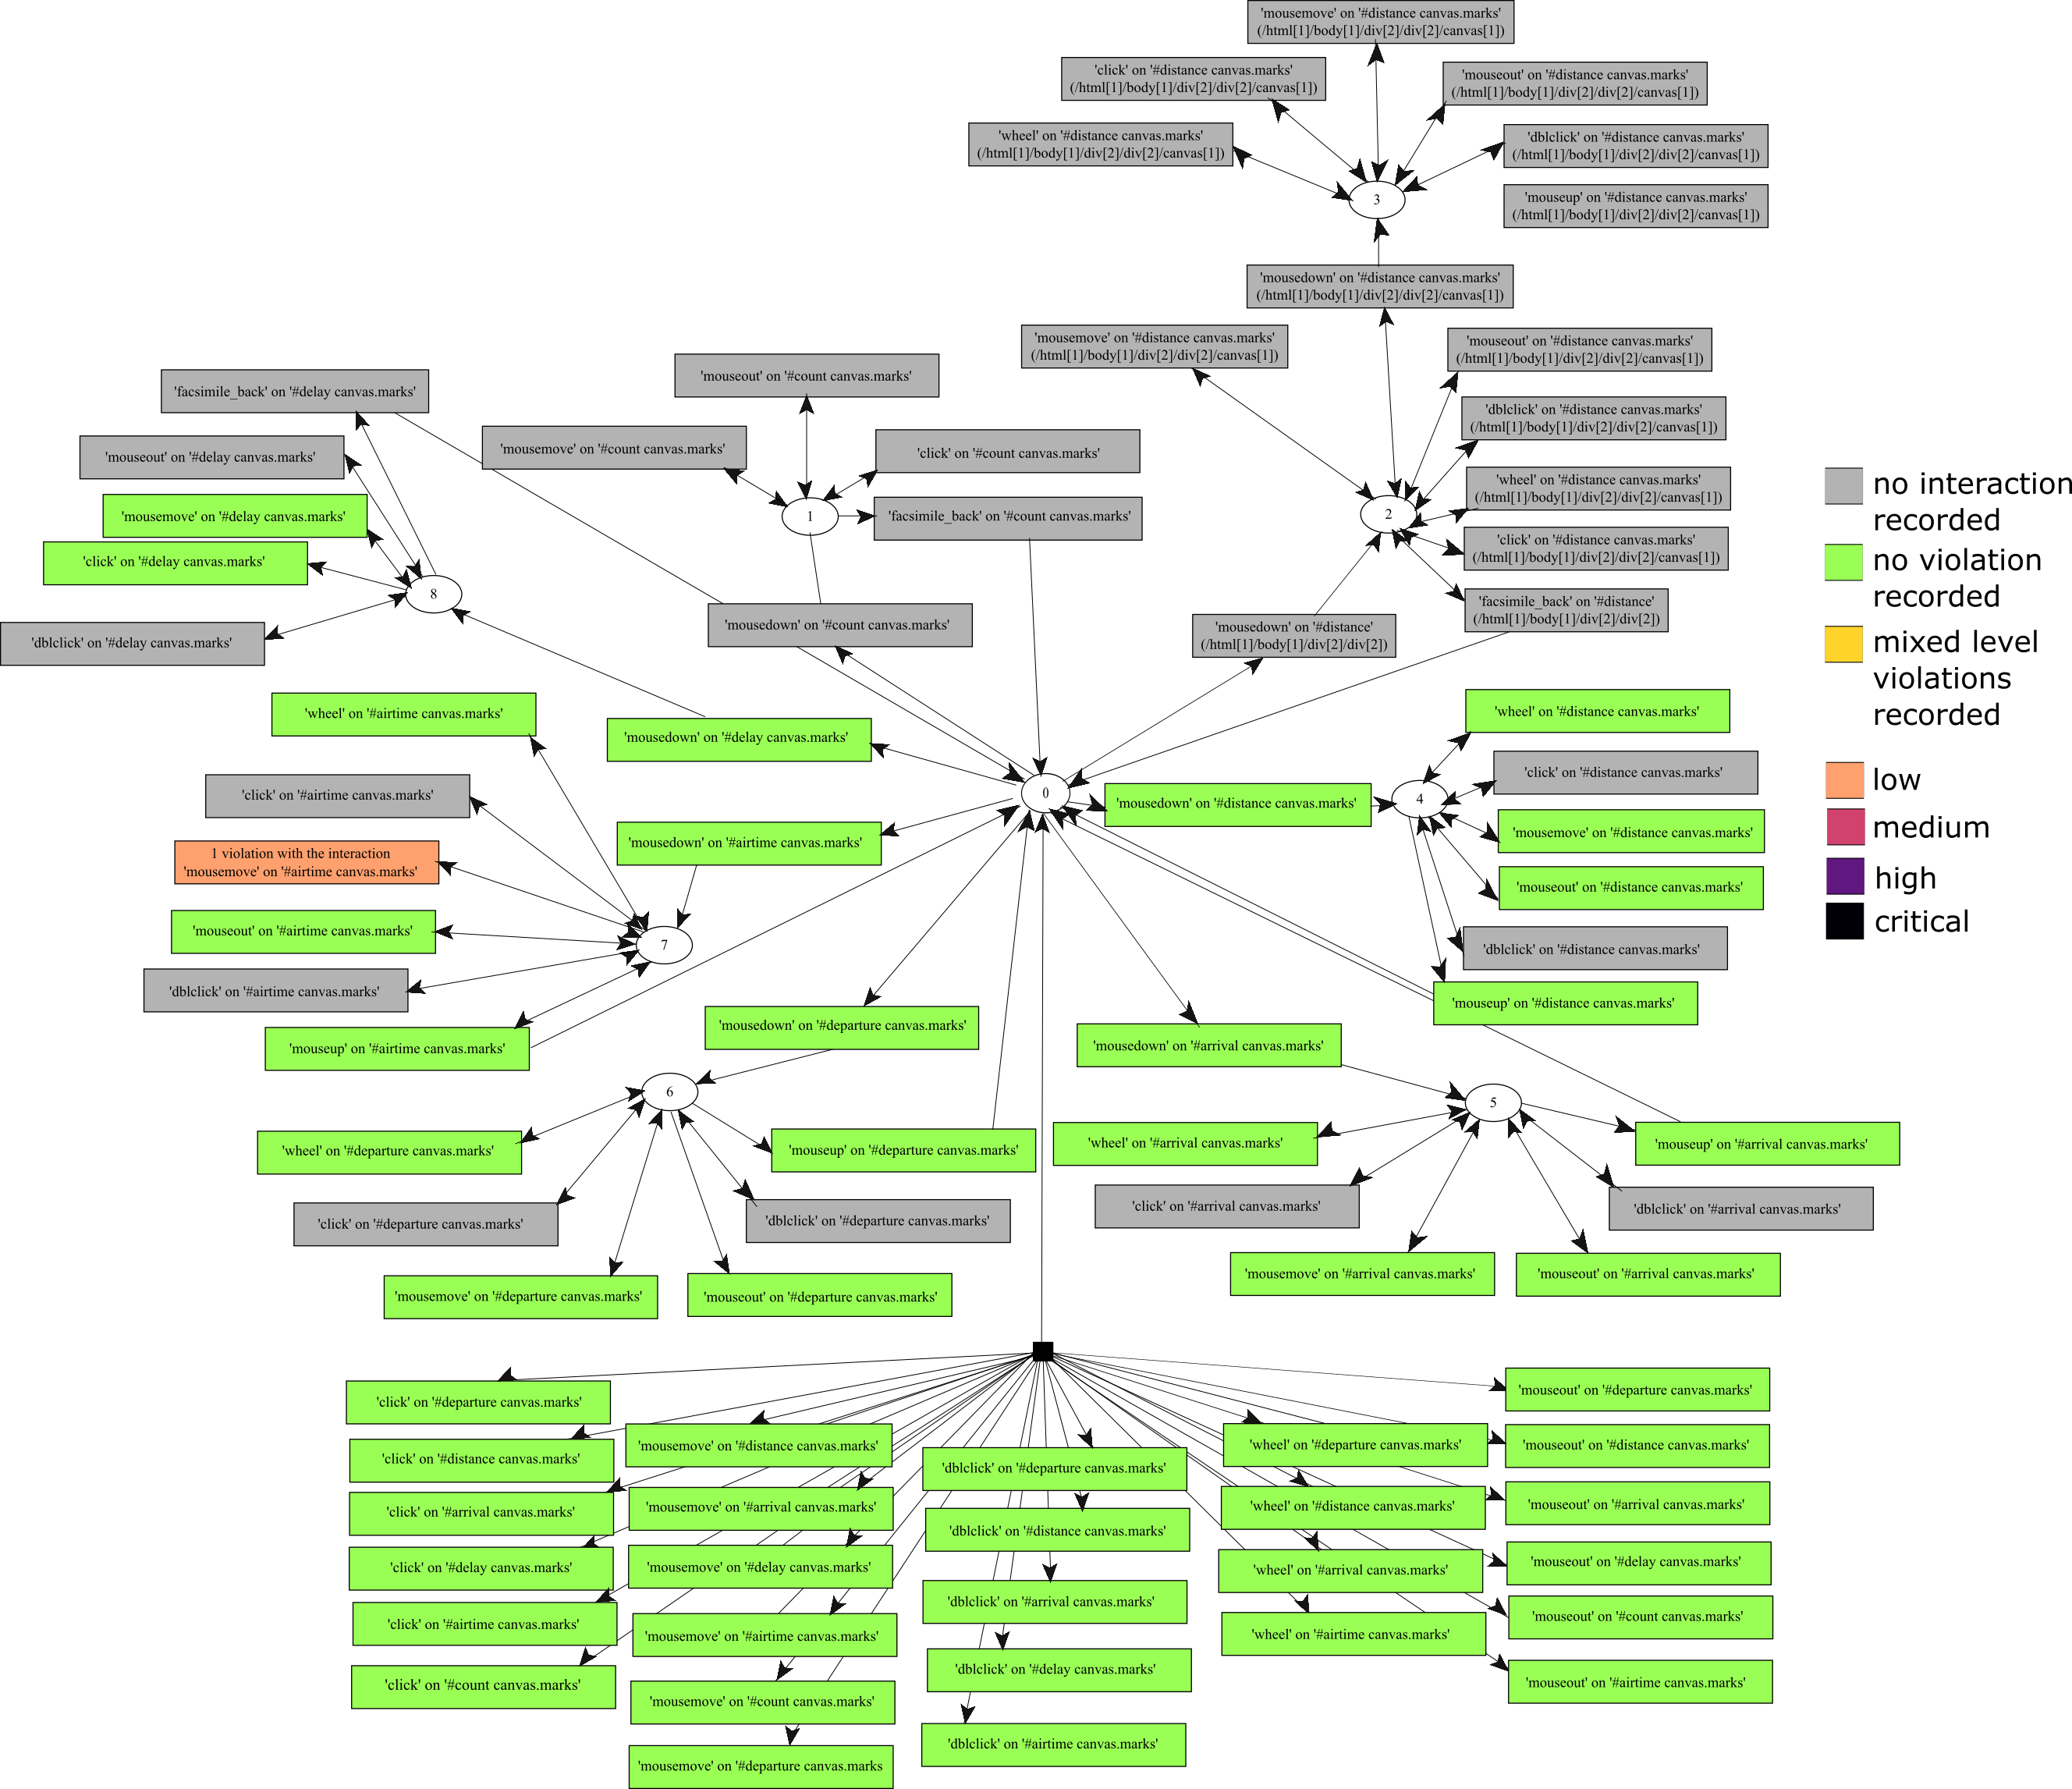 'mousemove' on '#distance canvas.marks'
(/html[1]/body[1]/div[2]/div[2]/canvas[1])
'click' on '#distance canvas.marks'
(/html[1]/body[1]/div[2]/div[2]/canvas[1])
'mouseout' on '#distance canvas.marks'
(/html[1]/body[1]/div[2]/div[2]/canvas[1])
'wheel' on '#distance canvas.marks'
(/html[1]/body[1]/div[2]/div[2]/canvas[1])
'dblclick' on '#distance canvas.marks'
(/html[1]/body[1]/div[2]/div[2]/canvas[1])
3
'mouseup' on '#distance canvas.marks'
(/html[1]/body[1]/div[2]/div[2]/canvas[1])
'mousedown' on '#distance canvas.marks'
(/html[1]/body[1]/div[2]/div[2]/canvas[1])
'mousemove' on '#distance canvas.marks'
(/html[1]/body[1]/div[2]/div[2]/canvas[1])
'mouseout' on '#distance canvas.marks'
(/html[1]/body[1]/div[2]/div[2]/canvas[1])
'dblclick' on '#distance canvas.marks'
(/html[1]/body[1]/div[2]/div[2]/canvas[1])
'wheel' on '#distance canvas.marks'
(/html[1]/body[1]/div[2]/div[2]/canvas[1])
2
'click' on '#distance canvas.marks'
(/html[1]/body[1]/div[2]/div[2]/canvas[1])
'facsimile_back' on '#distance'
(/html[1]/body[1]/div[2]/div[2])
'mousedown' on '#distance'
(/html[1]/body[1]/div[2]/div[2])
'facsimile_back' on '#delay canvas.marks'
'mouseout' on '#delay canvas.marks'
'mousemove' on '#delay canvas.marks'
'click' on '#delay canvas.marks'
8
'dblclick' on '#delay canvas.marks'
'mouseout' on '#count canvas.marks'
'mousemove' on '#count canvas.marks'
'click' on '#count canvas.marks'
1
'facsimile_back' on '#count canvas.marks'
'mousedown' on '#count canvas.marks'
no interaction
recorded
no violation
recorded
mixed level
violations
recorded
low
medium
high
critical
'wheel' on '#airtime canvas.marks'
'mousedown' on '#delay canvas.marks'
'click' on '#airtime canvas.marks'
0
'mousedown' on '#distance canvas.marks'
'mousedown' on '#airtime canvas.marks'
1 violation with the interaction
'mousemove' on '#airtime canvas.marks'
'mouseout' on '#airtime canvas.marks'
7
'dblclick' on '#airtime canvas.marks'
'mouseup' on '#airtime canvas.marks'
'wheel' on '#distance canvas.marks'
'click' on '#distance canvas.marks'
4
'mousemove' on '#distance canvas.marks'
'mouseout' on '#distance canvas.marks'
'dblclick' on '#distance canvas.marks'
'mouseup' on '#distance canvas.marks'
'mousedown' on '#departure canvas.marks'
6
'wheel' on '#departure canvas.marks'
'mouseup' on '#departure canvas.marks'
'click' on '#departure canvas.marks'
'dblclick' on '#departure canvas.marks'
'mousemove' on '#departure canvas.marks'
'mouseout' on '#departure canvas.marks'
'mousedown' on '#arrival canvas.marks'
5
'wheel' on '#arrival canvas.marks'
'mouseup' on '#arrival canvas.marks'
'click' on '#arrival canvas.marks'
'dblclick' on '#arrival canvas.marks'
'mousemove' on '#arrival canvas.marks'
'mouseout' on '#arrival canvas.marks'
'click' on '#departure canvas.marks'
'click' on '#distance canvas.marks'
'click' on '#arrival canvas.marks'
'click' on '#delay canvas.marks'
'click' on '#airtime canvas.marks'
'click' on '#count canvas.marks'
'mousemove' on '#distance canvas.marks'
'mousemove' on '#arrival canvas.marks'
'mousemove' on '#delay canvas.marks'
'mousemove' on '#airtime canvas.marks'
'mousemove' on '#count canvas.marks'
'mousemove' on '#departure canvas.marks
'dblclick' on '#departure canvas.marks'
'dblclick' on '#distance canvas.marks'
'dblclick' on '#arrival canvas.marks'
'dblclick' on '#delay canvas.marks'
'dblclick' on '#airtime canvas.marks'
'wheel' on '#departure canvas.marks'
'wheel' on '#distance canvas.marks'
'wheel' on '#arrival canvas.marks'
'wheel' on '#airtime canvas.marks'
'mouseout' on '#departure canvas.marks'
'mouseout' on '#distance canvas.marks'
'mouseout' on '#arrival canvas.marks'
'mouseout' on '#delay canvas.marks'
'mouseout' on '#count canvas.marks'
'mouseout' on '#airtime canvas.marks'